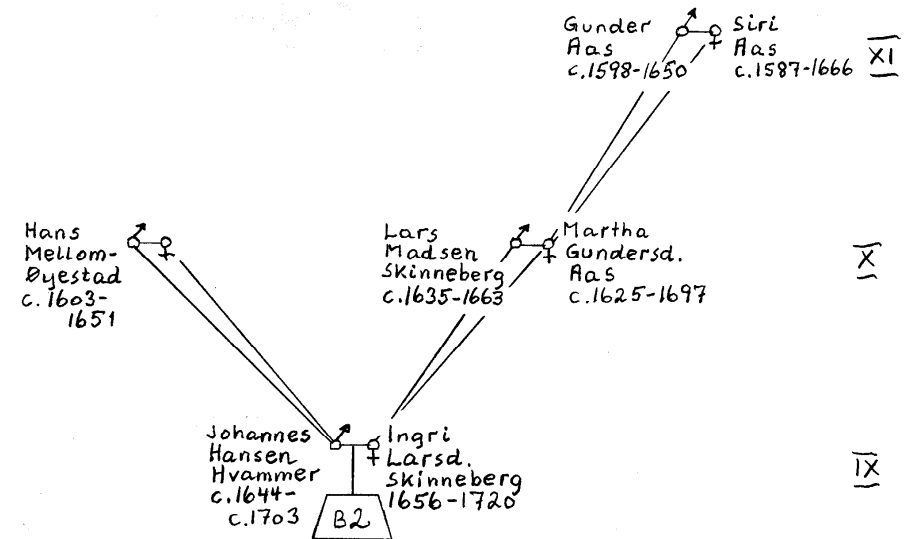 Gunder
Aas
c.1598-1650
Siri
Aas
c.1587-1666
XI
Hans
Mellom-
Øyestad
c.1603-
1651
Lars
Madsen
Skinneberg
c.1635-1663
Martha
Gundersd.
Aas
c.1625-1697
X
Johannes
Hansen
Hvammer
c.1644-
c.1703
Ingri
Larsd.
Skinneberg
1656-1720
B2
IX